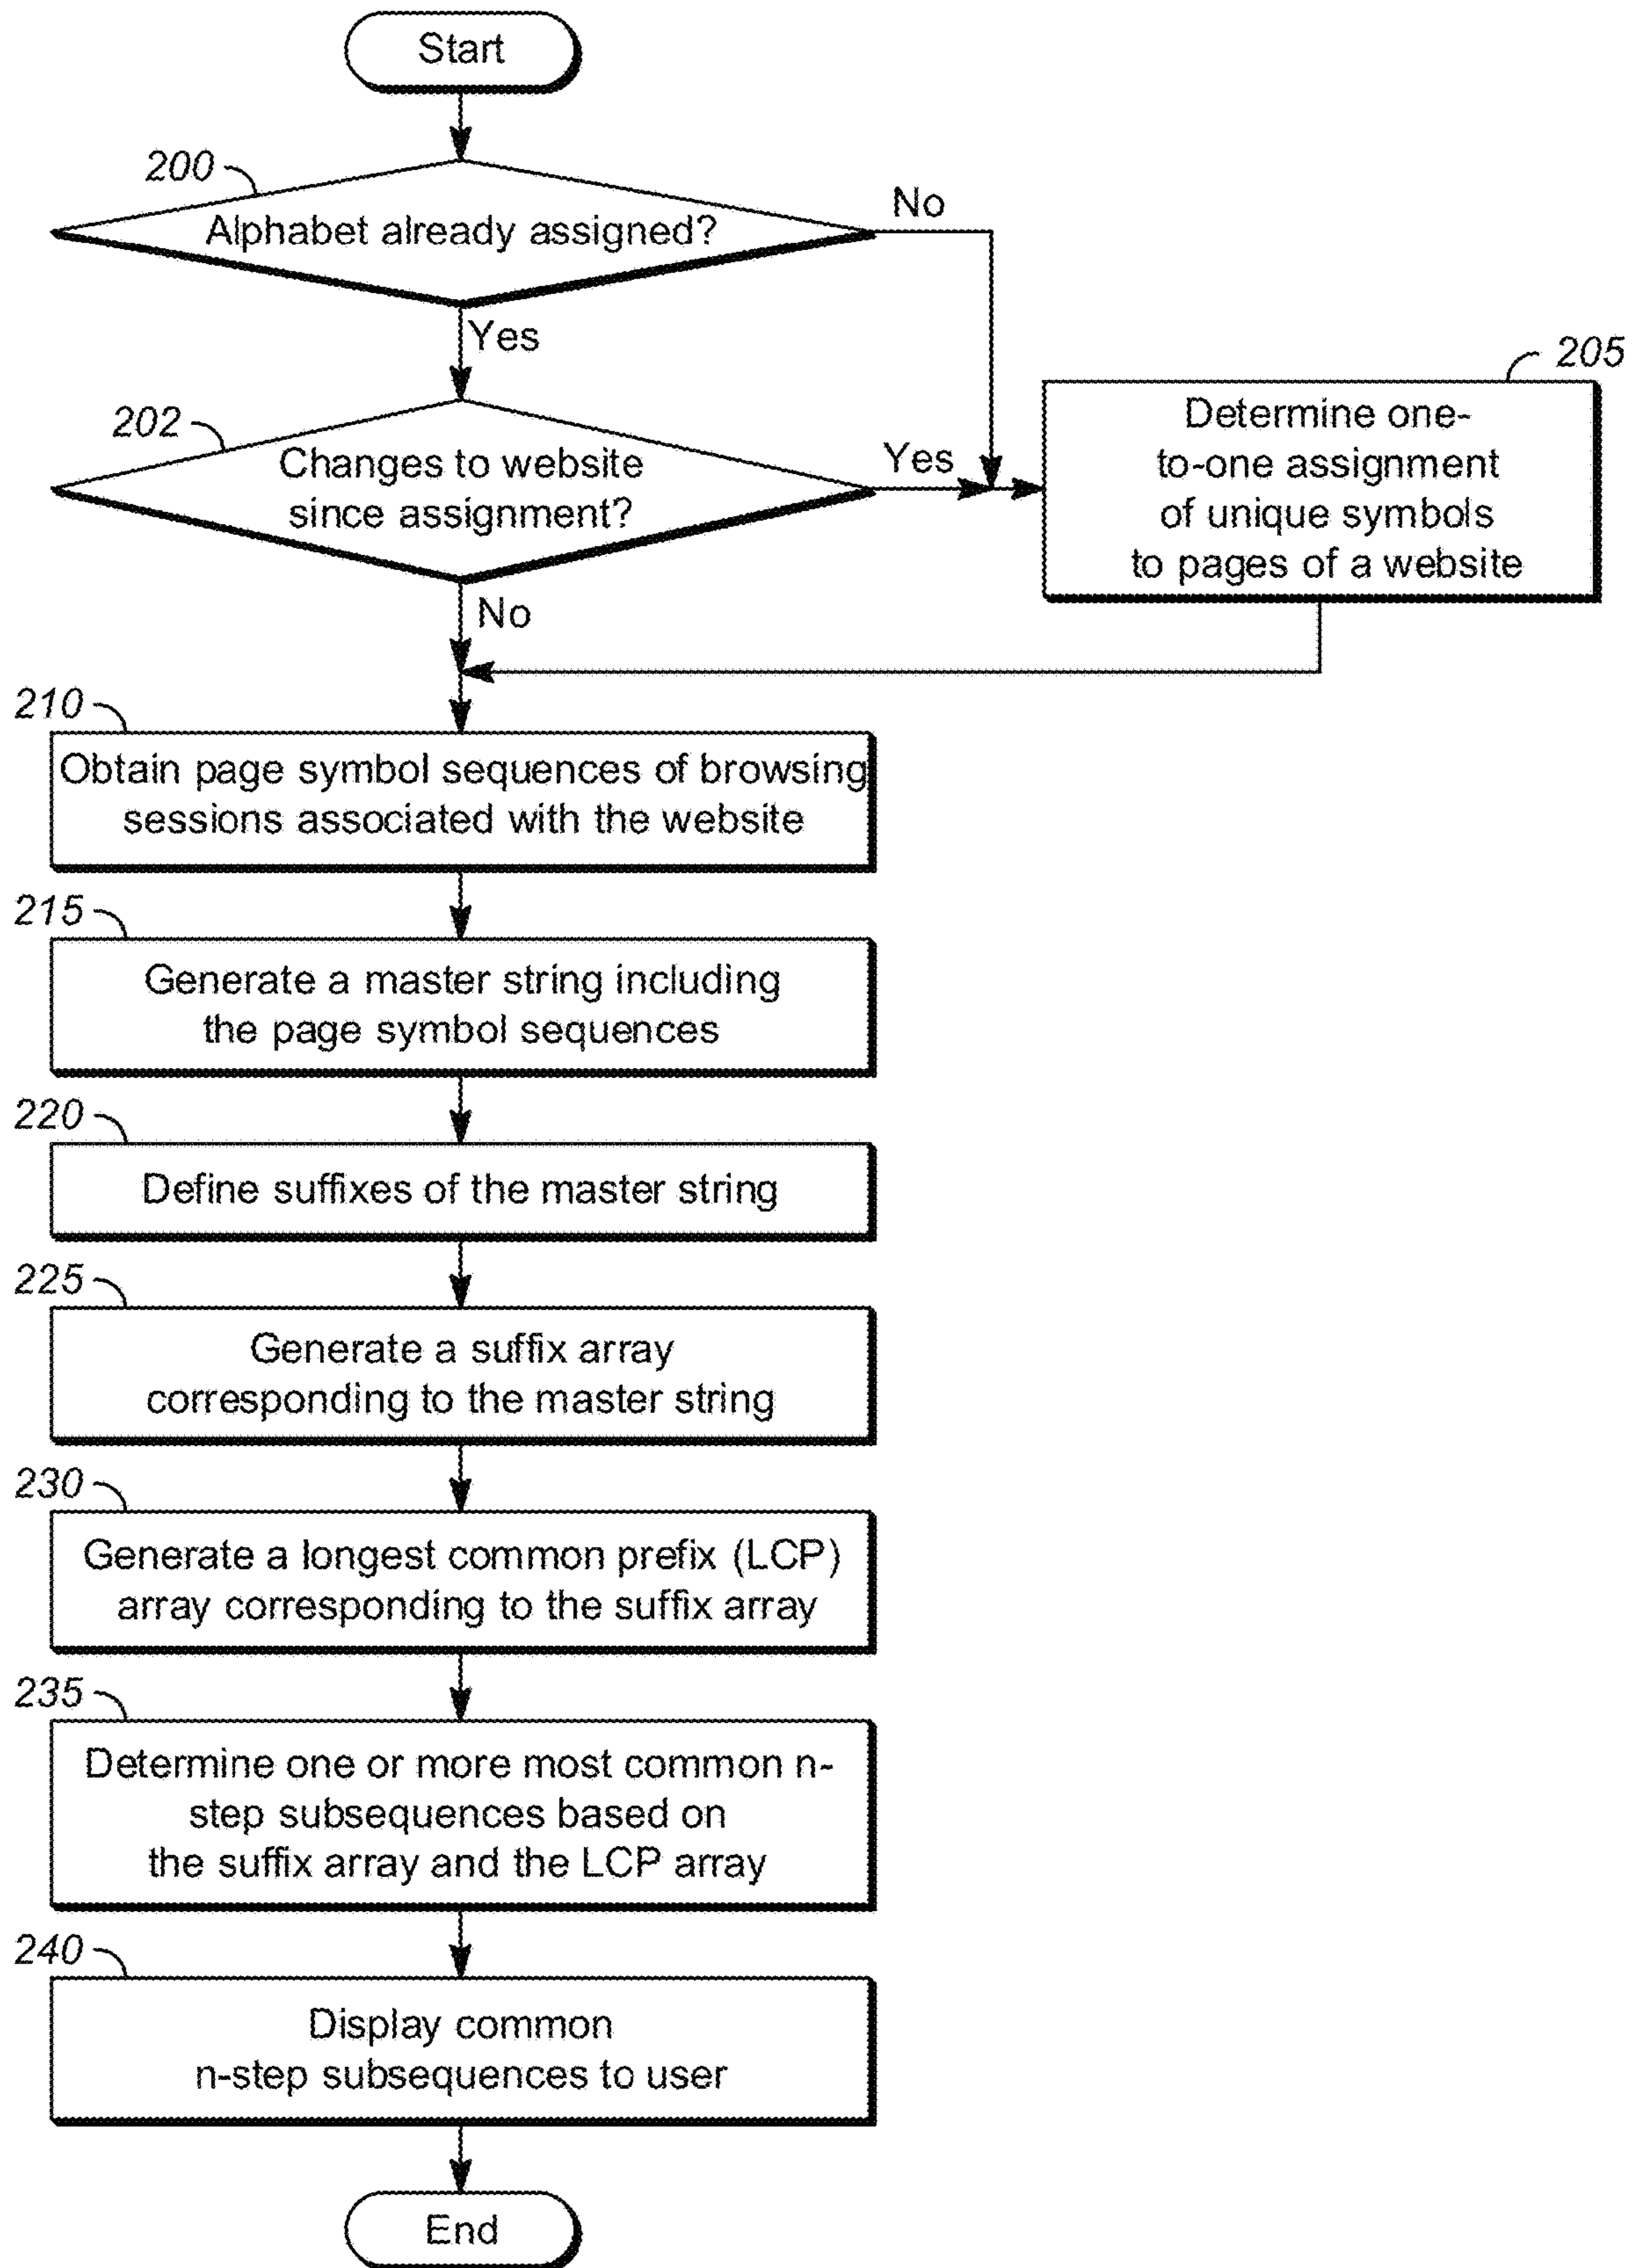 Start
200
Alphabet already assigned?
No
Yes
205
Determine one-
to-one assignment
of unique symbols
to pages of a website
202
Changes to website
since assignment?
Yes
No
210
Obtain page symbol sequences of browsing
sessions associated with the website
215
Generate a master string including
the page symbol sequences
220
Define suffixes of the master string
225
Generate a suffix array
corresponding to the master string
230
Generate a longest common prefix (LCP)
array corresponding to the suffix array
235
Determine one or more most common n-
step subsequences based on
the suffix array and the LCP array
240
Display common
n-step subsequences to user
End